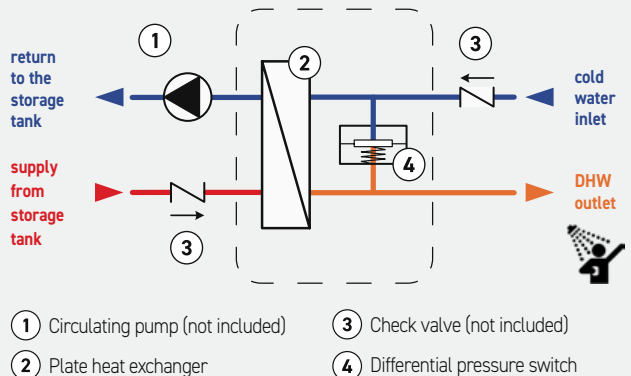 1
3
return
to the
storage
tank
2
cold
water
inlet
4
supply
from
storage
tank
DHW
outlet
3
1 Circulating pump (not included)
3 Check valve (not included)
2 Plate heat exchanger
4 Differential pressure switch